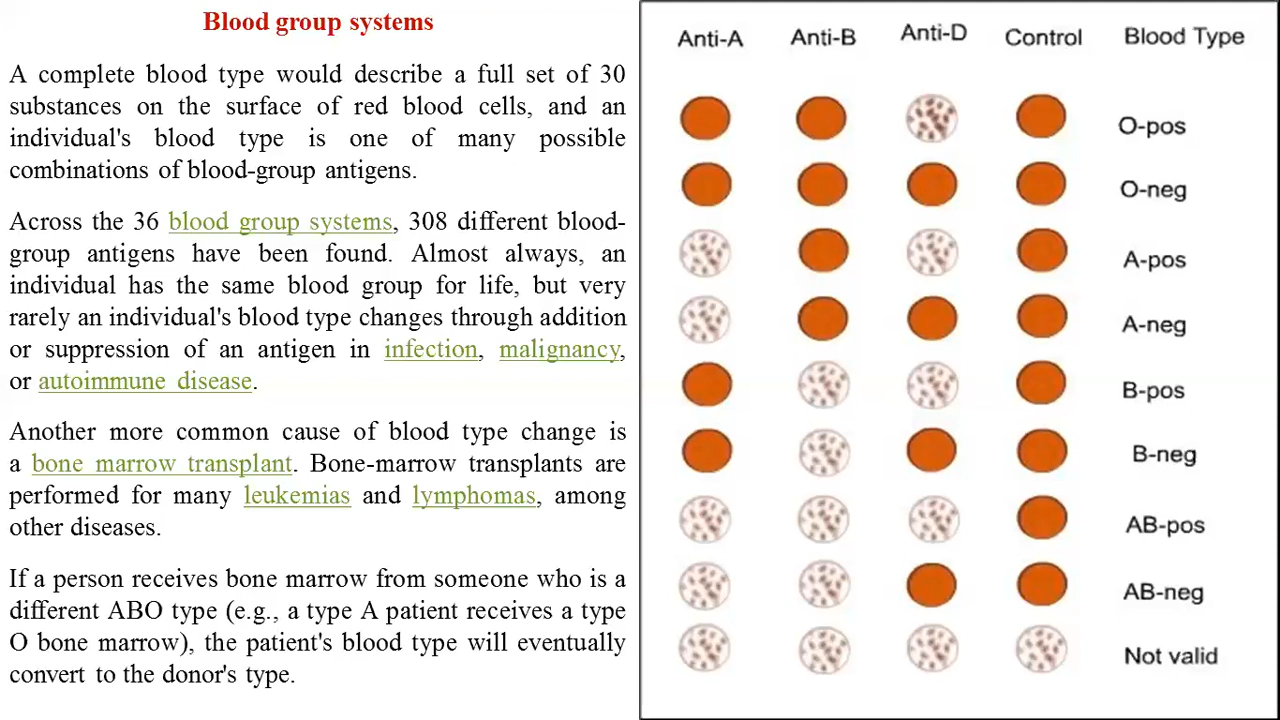 Blood group systems
A complete blood type would describe a full set of 30
substances on the surface of red blood cells, and an
individual's blood type is one of many possible
combinations of blood-group antigens.
Across the 36 blood group systems, 308 different blood-
group antigens have been found. Almost always, an
individual has the same blood group for life, but very
rarely an individual's blood type changes through addition
or suppression of an antigen in infection, malignancy,
or autoimmune disease.
Another more common cause of blood type change is
a bone marrow transplant. Bone-marrow transplants are
performed for many leukemias and lymphomas, among
other diseases.
If a person receives bone marrow from someone who is a
different ABO type (e.g., a type A patient receives a type
O bone marrow), the patient's blood type will eventually
convert to the donor's type.
Anti-A Anti-B Anti-D Control Blood Type
O-pos
O-neg
A-pos
A-neg
B-pos
B-neg
AB-pos
AB-neg
Not valid